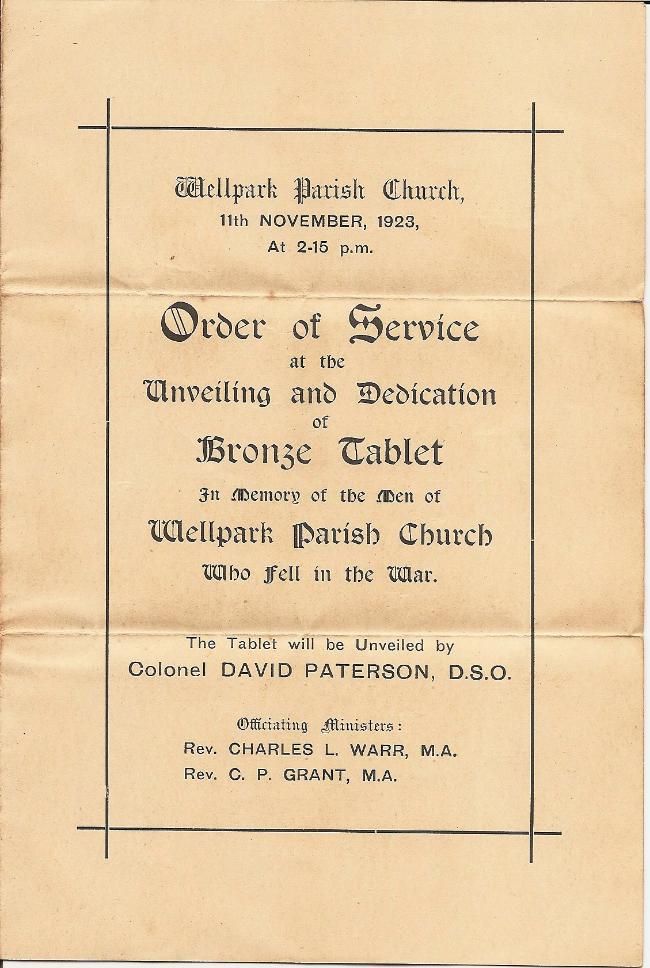 Wellpark Parish Church,
11th NOVEMBER, 1923,
At 2-15 p.m.
Order of Service
at the
Unveiling and Dedication
of
Bronze Tablet
In Memory of the Men of
Wellpark Parish Church
Who Fell in the War.
The Tablet will be Unveiled by
Colonel DAVID PATERSON, D.S.O.
Officiating Ministers:
Rev. CHARLES L. WARR, M.A.
Rev. C. P. GRANT, M.A.